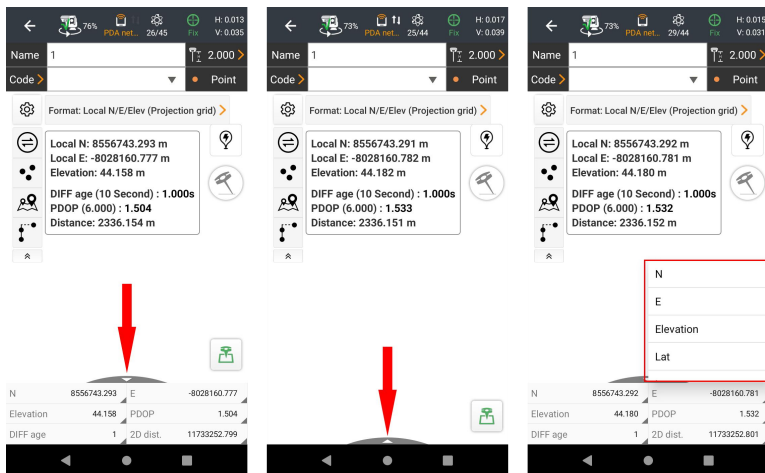 76% PDA net... 26/45 Fix H: 0.013 V: 0.035
Name 1 2.000
Code Point
Format: Local N/E/Elev (Projection grid)
Local N: 8556743.293 m
Local E: -8028160.777 m
Elevation: 44.158 m
DIFF age (10 Second) : 1.000s
PDOP (6.000) : 1.504
Distance: 2336.154 m
N 8556743.293 E -8028160.777
Elevation 44.158 PDOP 1.504
DIFF age 1 2D dist. 11733252.799
73% PDA net... 25/44 Fix H: 0.017 V: 0.039
Name 1 2.000
Code Point
Format: Local N/E/Elev (Projection grid)
Local N: 8556743.291 m
Local E: -8028160.782 m
Elevation: 44.182 m
DIFF age (10 Second) : 1.000s
PDOP (6.000) : 1.533
Distance: 2336.151 m
73% PDA net... 29/44 Fix H: 0.015 V: 0.031
Name 1 2.000
Code Point
Format: Local N/E/Elev (Projection grid)
Local N: 8556743.292 m
Local E: -8028160.781 m
Elevation: 44.180 m
DIFF age (10 Second) : 1.000s
PDOP (6.000) : 1.532
Distance: 2336.152 m
N
E
Elevation
Lat
N 8556743.292 E -8028160.781
Elevation 44.180 PDOP 1.532
DIFF age 1 2D dist. 11733252.801